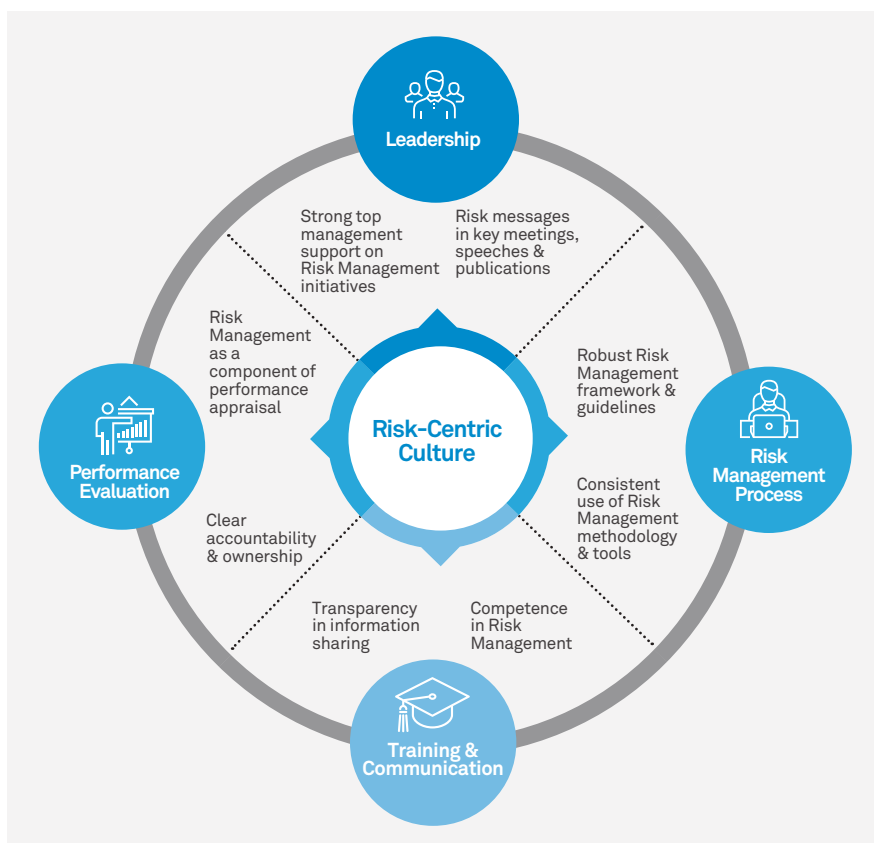 Leadership
Strong top
management
support on
Risk Management
initiatives
Risk messages
in key meetings,
speeches &
publications
Risk
Management
as a
component of
performance
appraisal
Robust Risk
Management
framework &
guidelines
Risk-Centric
Culture
Performance
Evaluation
Risk
Management
Process
Clear
accountability
& ownership
Consistent
use of Risk
Management
methodology
& tools
Transparency
in information
sharing
Competence
in Risk
Management
Training &
Communication